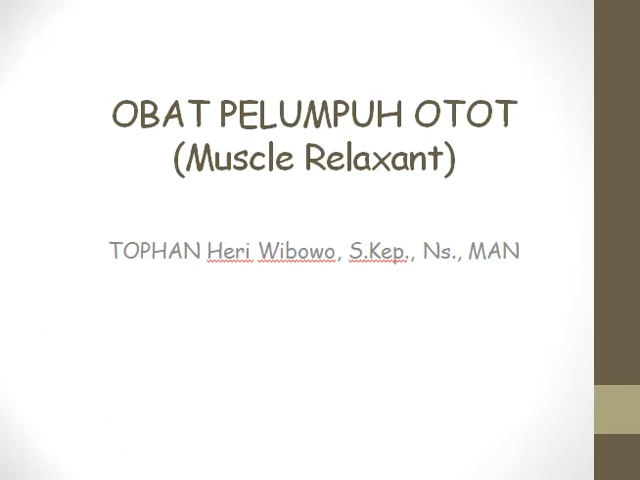 OBAT PELUMPUH OTOT
(Muscle Relaxant)
TOPHAN Heri Wibowo, S.Kep., Ns., MAN